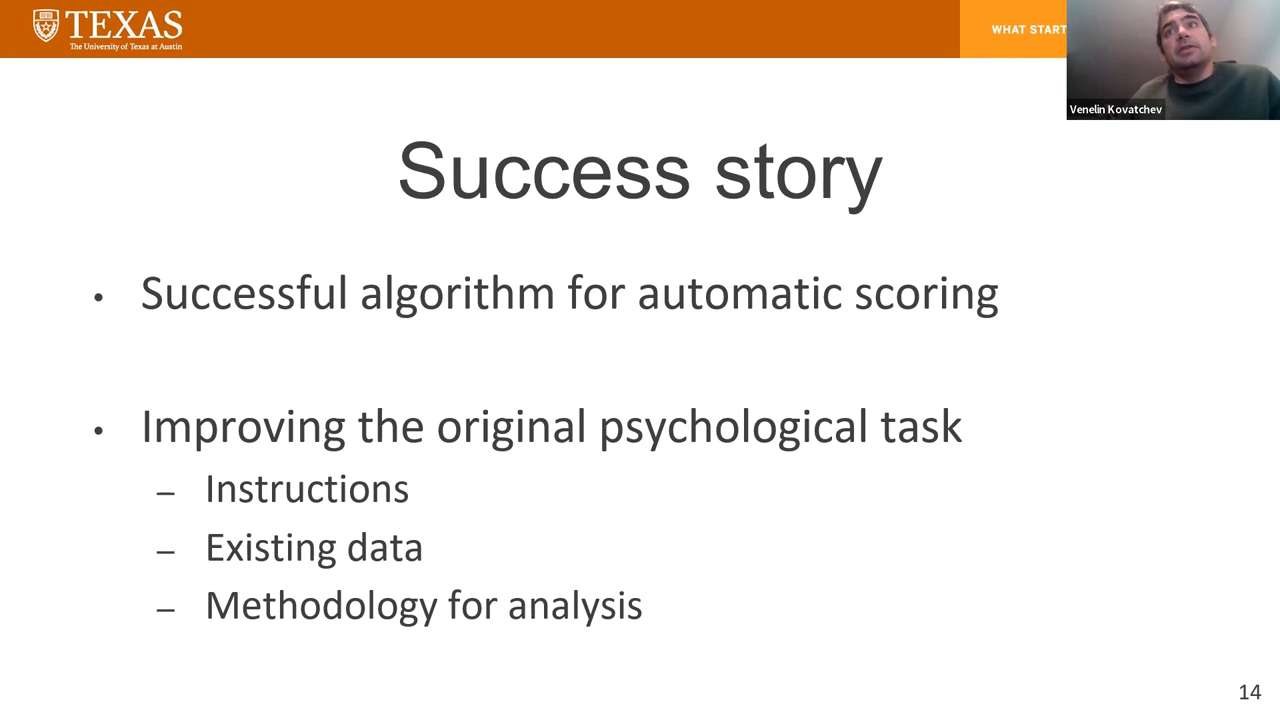 TEXAS
The University of Texas at Austin
WHAT START
Venelin Kovatchev
Success story
• Successful algorithm for automatic scoring
• Improving the original psychological task
– Instructions
– Existing data
– Methodology for analysis
14